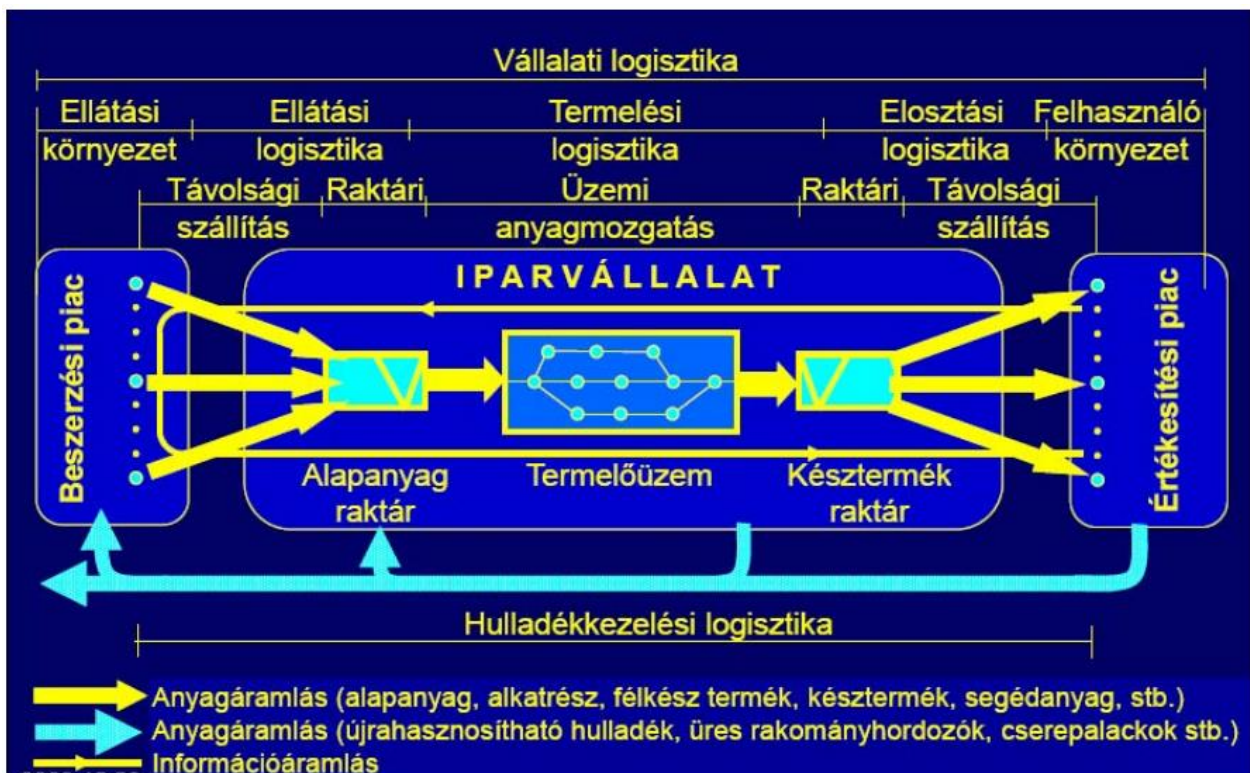 Vállalati logisztika
Ellátási Ellátási Termelési Elosztási Felhasználó
környezet logisztika logisztika logisztika környezet
Távolsági Raktári Üzemi Raktári Távolsági
szállítás anyagmozgatás szállítás
IPARVÁLLALAT
Beszerzési piac
Értékesítési piac
Alapanyag Termelőüzem Késztermék
raktár raktár
Hulladékkezelési logisztika
Anyagáramlás (alapanyag, alkatrész, félkész termék, késztermék, segédanyag, stb.)
Anyagáramlás (újrahasznosítható hulladék, üres rakományhordozók, cserepalackok stb.)
Információáramlás